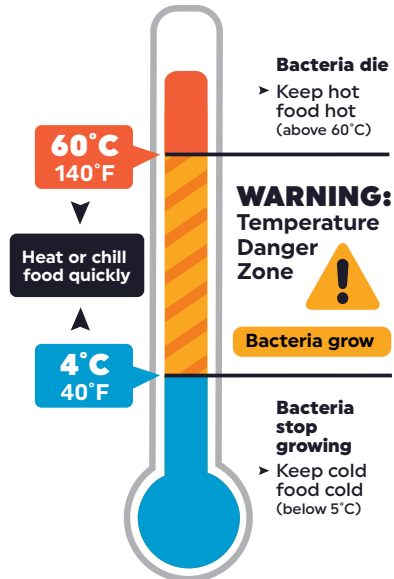 Bacteria die
➤ Keep hot
food hot
(above 60˚C)
60˚C
140˚F
WARNING:
Temperature
Danger
Zone
!
Heat or chill
food quickly
Bacteria grow
4˚C
40˚F
Bacteria
stop
growing
➤ Keep cold
food cold
(below 5˚C)